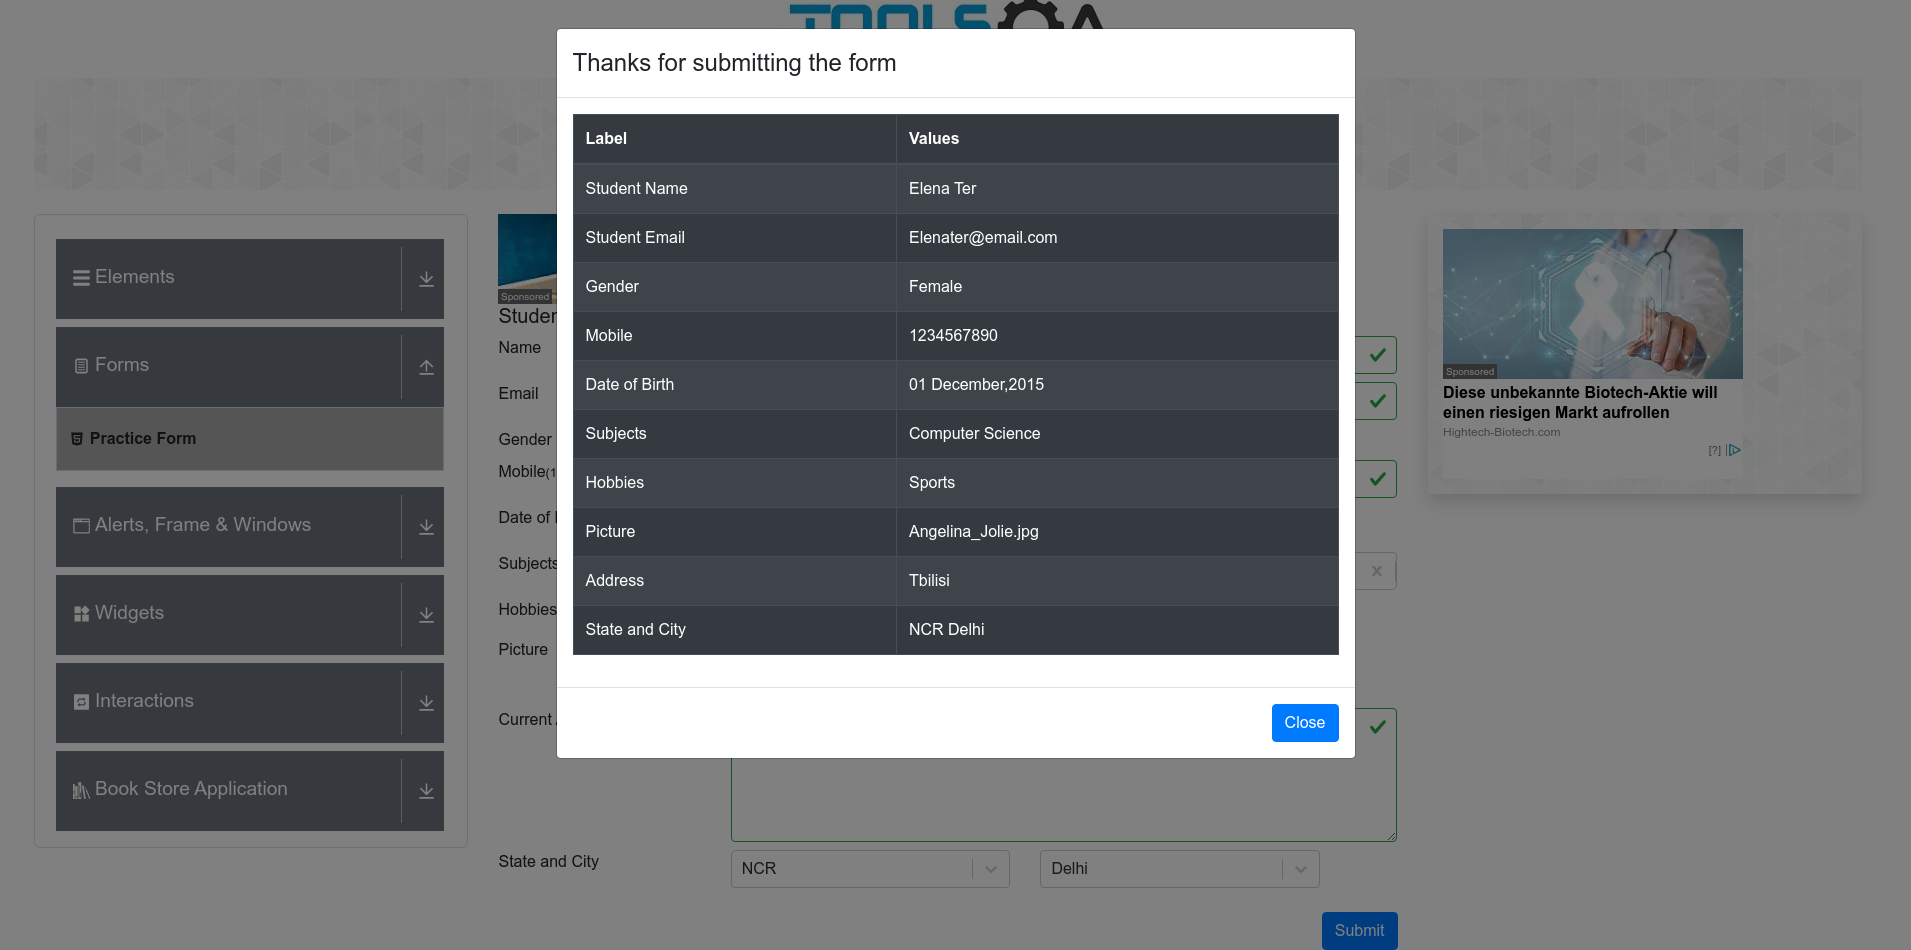 TOOLSQA
Thanks for submitting the form
Label Values
Student Name Elena Ter
Student Email Elenater@email.com
Gender Female
Mobile 1234567890
Date of Birth 01 December,2015
Subjects Computer Science
Hobbies Sports
Picture Angelina_Jolie.jpg
Address Tbilisi
State and City NCR Delhi
Close
Elements
Forms
Practice Form
Alerts, Frame & Windows
Widgets
Interactions
Book Store Application
Sponsored
Studen
Name
Email
Gender
Mobile(1
Date of
Subjects
Hobbies
Picture
Current
State and City NCR Delhi
Submit
Sponsored
Diese unbekannte Biotech-Aktie will
einen riesigen Markt aufrollen
Hightech-Biotech.com
[?]